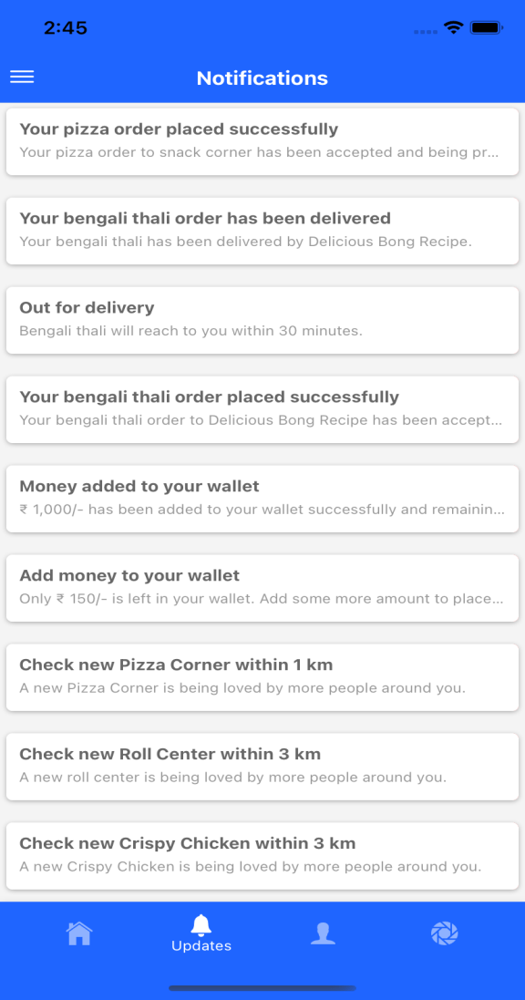 2:45
Notifications
Your pizza order placed successfully
Your pizza order to snack corner has been accepted and being pr...
Your bengali thali order has been delivered
Your bengali thali has been delivered by Delicious Bong Recipe.
Out for delivery
Bengali thali will reach to you within 30 minutes.
Your bengali thali order placed successfully
Your bengali thali order to Delicious Bong Recipe has been accept...
Money added to your wallet
₹ 1,000/- has been added to your wallet successfully and remainin...
Add money to your wallet
Only ₹ 150/- is left in your wallet. Add some more amount to place...
Check new Pizza Corner within 1 km
A new Pizza Corner is being loved by more people around you.
Check new Roll Center within 3 km
A new roll center is being loved by more people around you.
Check new Crispy Chicken within 3 km
A new Crispy Chicken is being loved by more people around you.
Updates